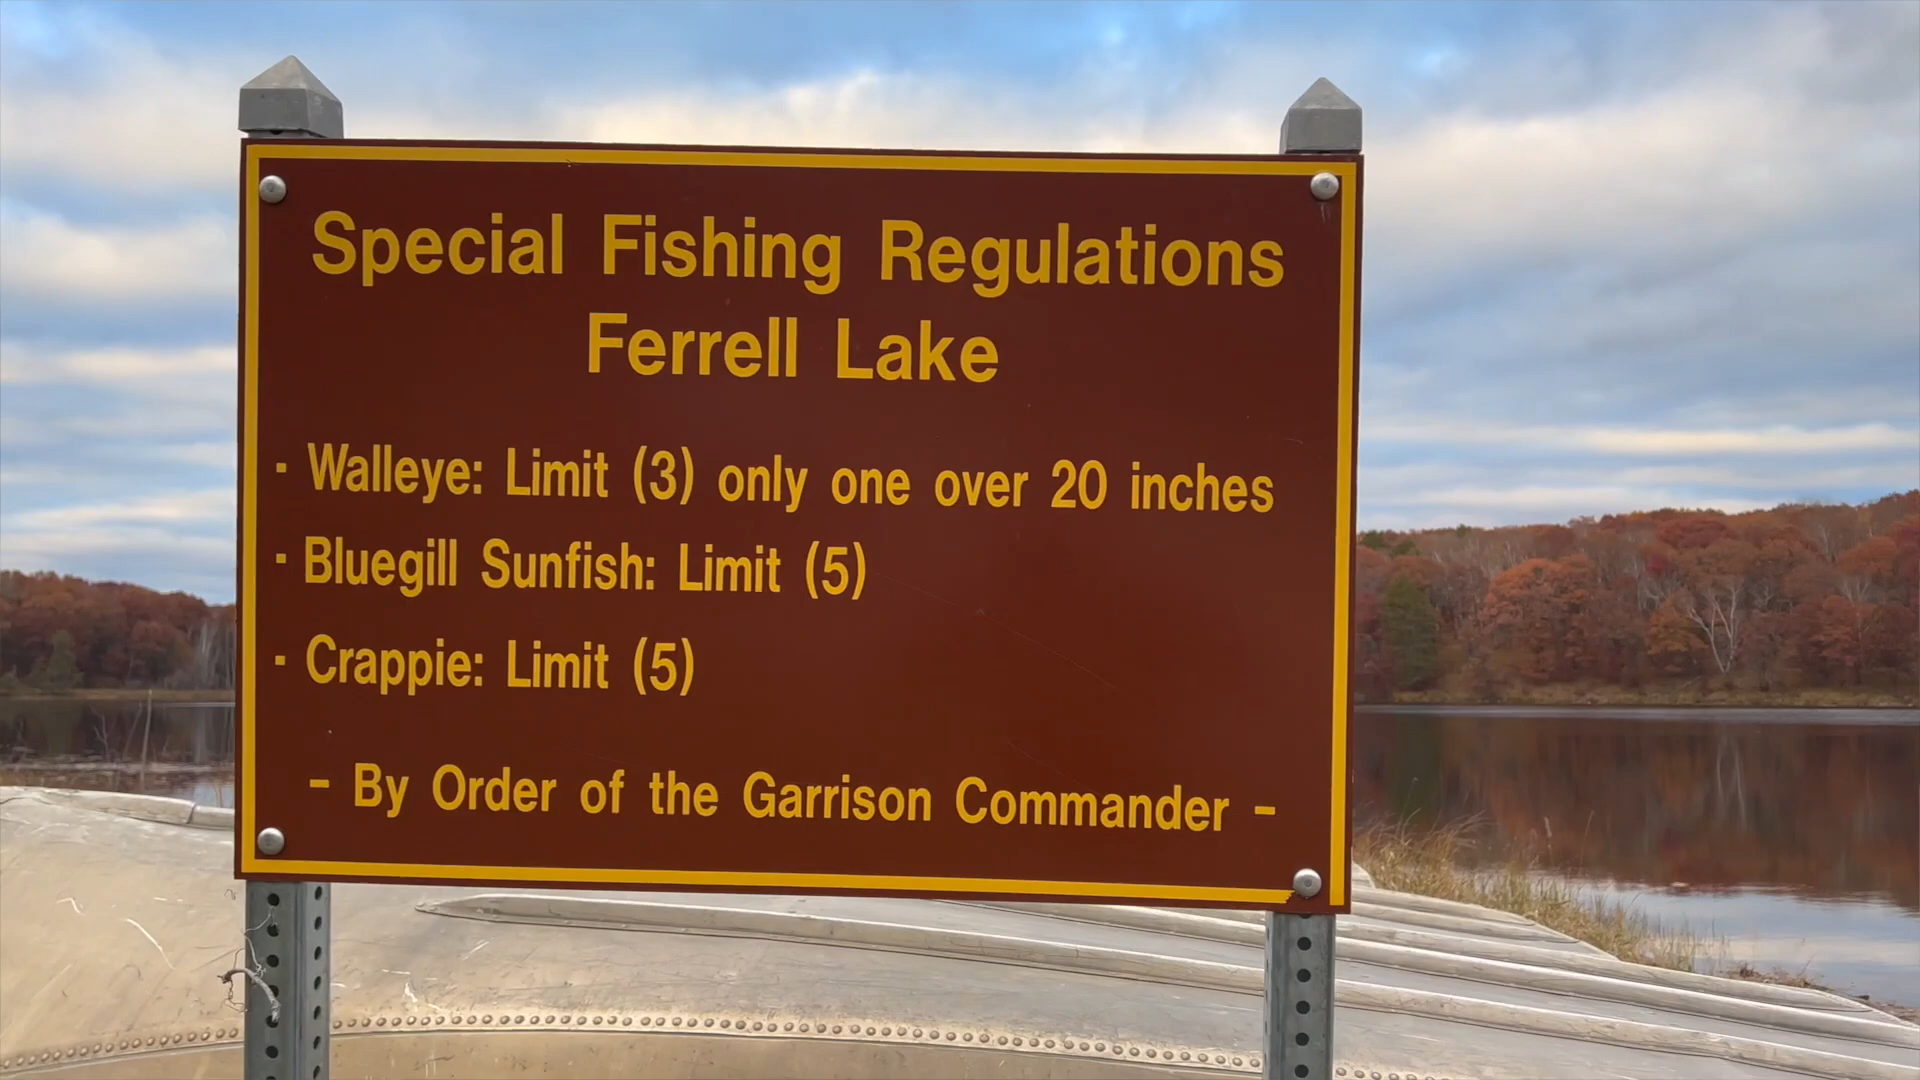 Special Fishing Regulations
Ferrell Lake
- Walleye: Limit (3) only one over 20 inches
- Bluegill Sunfish: Limit (5)
- Crappie: Limit (5)
- By Order of the Garrison Commander -